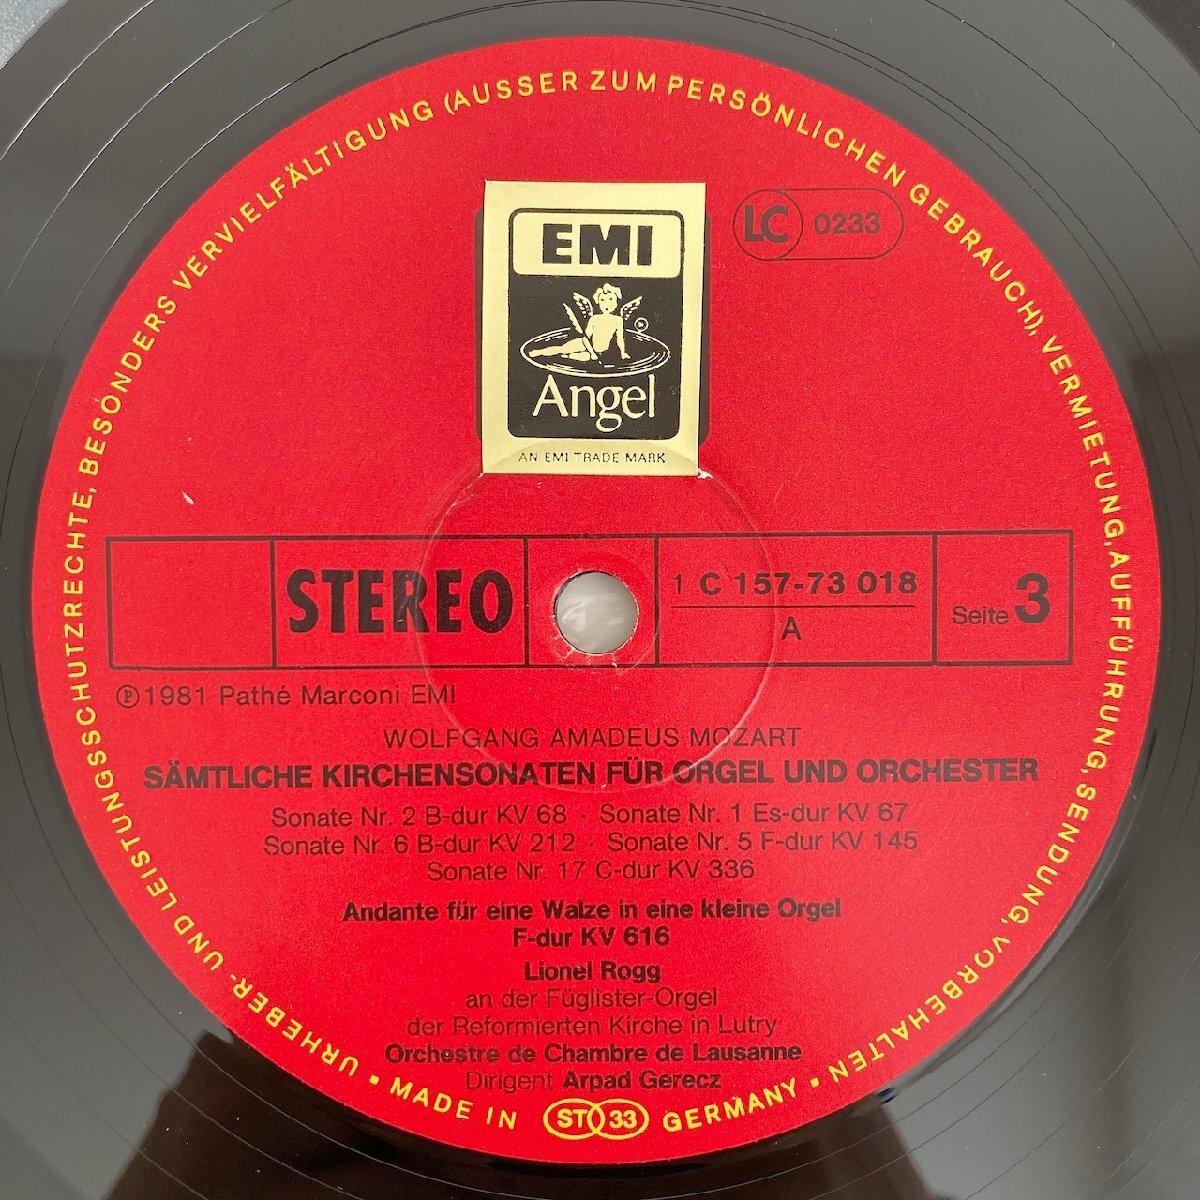 URHEBER- UND LEISTUNGSSCHUTZRECHTE, BESONDERS VERVIELFÄLTIGUNG (AUSSER ZUM PERSÖNLICHEN GEBRAUCH), VERMIETUNG, AUFFÜHRUNG, SENDUNG, VORBEHALTEN
EMI
Angel
AN EMI TRADE MARK
LC 0233
STEREO
1 C 157-73 018
A
Seite 3
℗ 1981 Pathé Marconi EMI
WOLFGANG AMADEUS MOZART
SÄMTLICHE KIRCHENSONATEN FÜR ORGEL UND ORCHESTER
Sonate Nr. 2 B-dur KV 68 · Sonate Nr. 1 Es-dur KV 67
Sonate Nr. 6 B-dur KV 212 · Sonate Nr. 5 F-dur KV 145
Sonate Nr. 17 C-dur KV 336
Andante für eine Walze in eine kleine Orgel
F-dur KV 616
Lionel Rogg
an der Füglister-Orgel
der Reformierten Kirche in Lutry
Orchestre de Chambre de Lausanne
Dirigent Arpad Gerecz
• MADE IN ST 33 GERMANY •